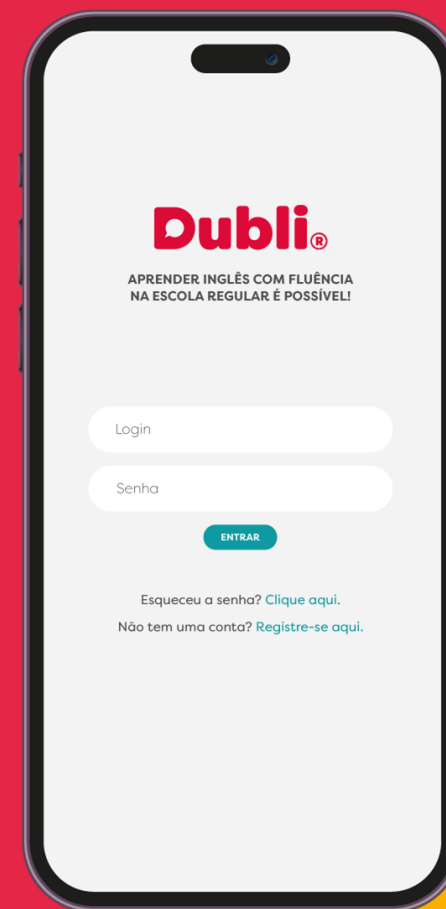 Dubli®
APRENDER INGLÊS COM FLUÊNCIA
NA ESCOLA REGULAR É POSSÍVEL!
Login
Senha
ENTRAR
Esqueceu a senha? Clique aqui.
Não tem uma conta? Registre-se aqui.